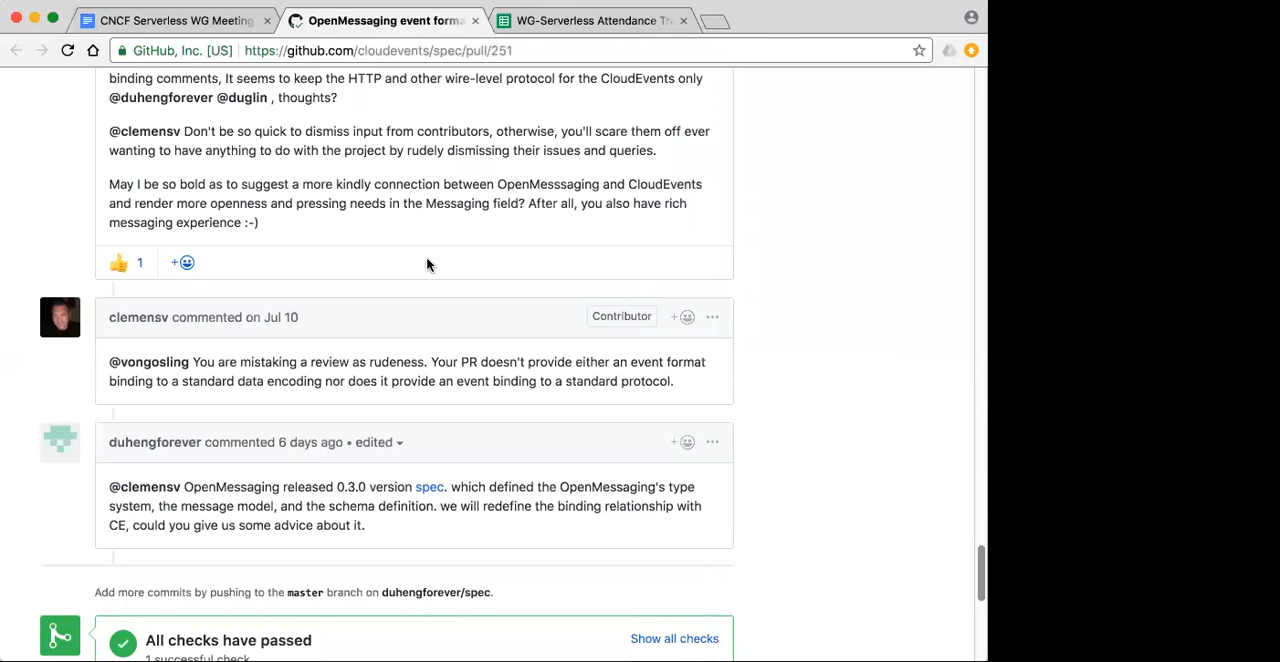 CNCF Serverless WG Meeting
OpenMessaging event forma
WG-Serverless Attendance Tr
GitHub, Inc. [US] https://github.com/cloudevents/spec/pull/251
binding comments, It seems to keep the HTTP and other wire-level protocol for the CloudEvents only
@duhengforever @duglin , thoughts?
@clemensv Don't be so quick to dismiss input from contributors, otherwise, you'll scare them off ever
wanting to have anything to do with the project by rudely dismissing their issues and queries.
May I be so bold as to suggest a more kindly connection between OpenMesssaging and CloudEvents
and render more openness and pressing needs in the Messaging field? After all, you also have rich
messaging experience :-)
1
clemensv commented on Jul 10
Contributor
@vongosling You are mistaking a review as rudeness. Your PR doesn't provide either an event format
binding to a standard data encoding nor does it provide an event binding to a standard protocol.
duhengforever commented 6 days ago • edited
@clemensv OpenMessaging released 0.3.0 version spec. which defined the OpenMessaging's type
system, the message model, and the schema definition. we will redefine the binding relationship with
CE, could you give us some advice about it.
Add more commits by pushing to the master branch on duhengforever/spec.
All checks have passed
Show all checks
1 successful check